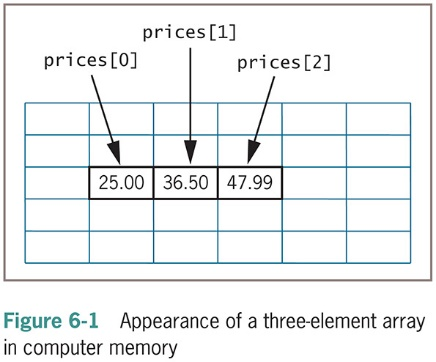 prices[1]
prices[0]
prices[2]
25.00 36.50 47.99
Figure 6-1 Appearance of a three-element array
in computer memory